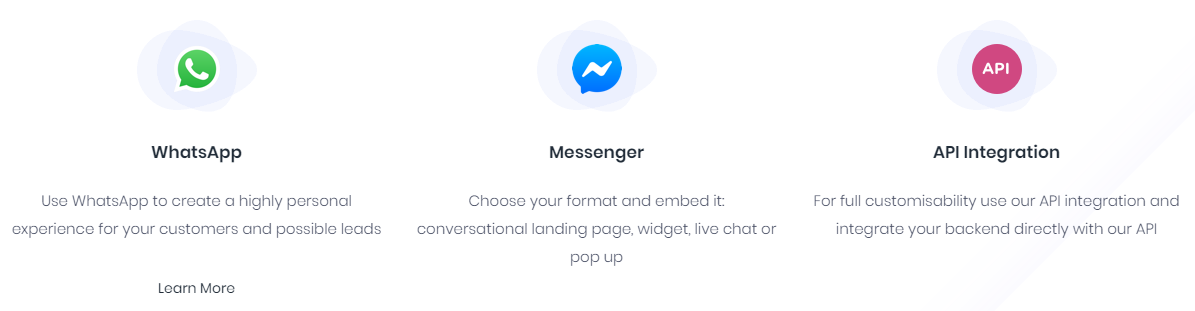 WhatsApp
Use WhatsApp to create a highly personal
experience for your customers and possible leads
Learn More
Messenger
Choose your format and embed it:
conversational landing page, widget, live chat or
pop up
API
API Integration
For full customisability use our API integration and
integrate your backend directly with our API